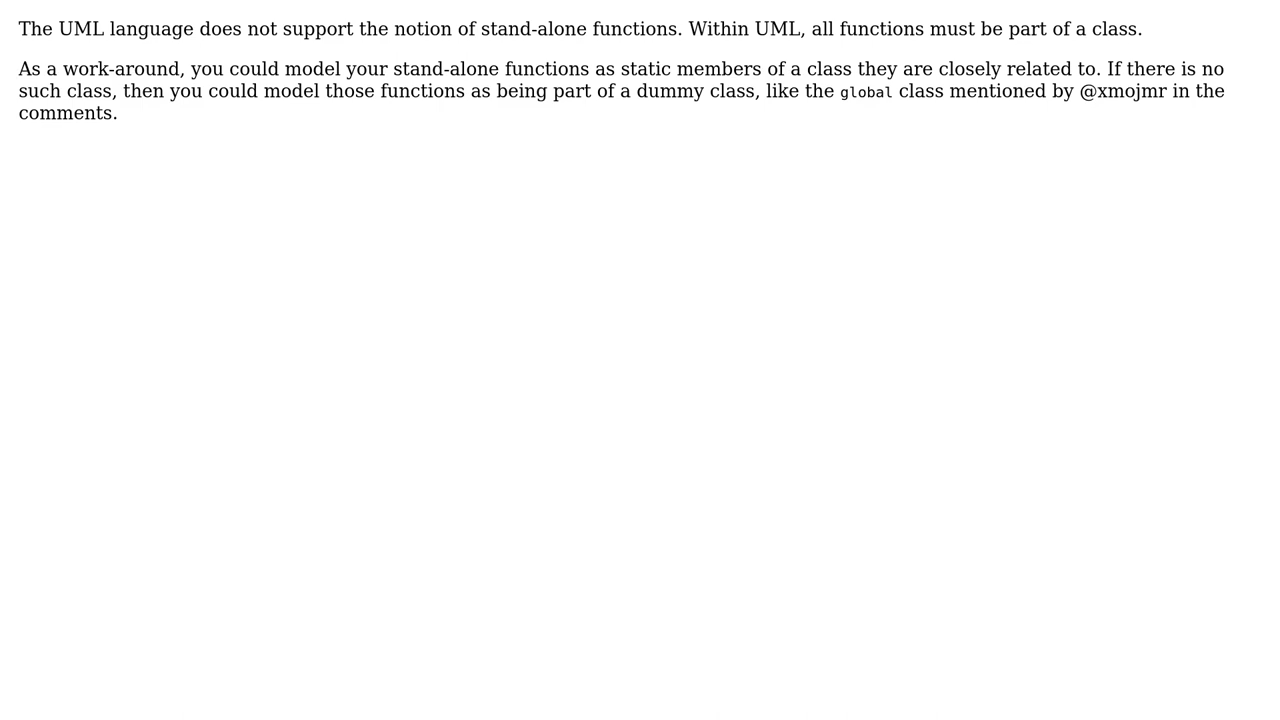 The UML language does not support the notion of stand-alone functions. Within UML, all functions must be part of a class.
As a work-around, you could model your stand-alone functions as static members of a class they are closely related to. If there is no
such class, then you could model those functions as being part of a dummy class, like the global class mentioned by @xmojmr in the
comments.